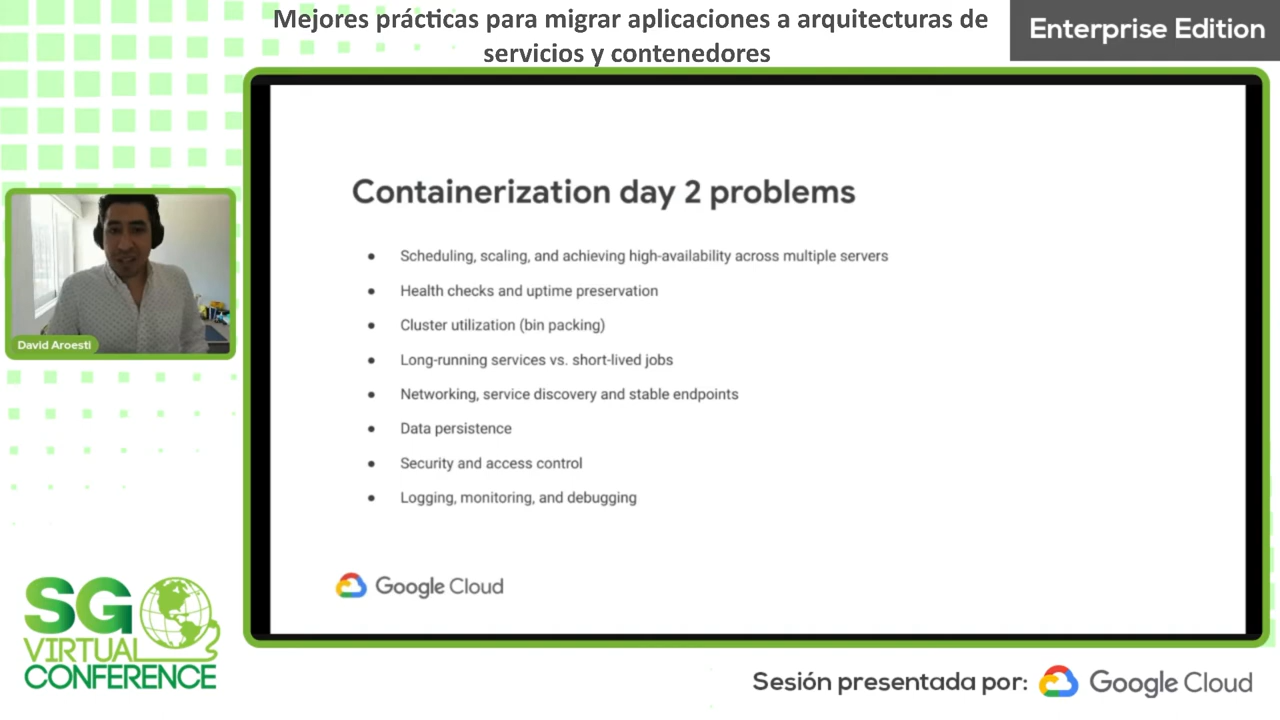 Mejores prácticas para migrar aplicaciones a arquitecturas de
servicios y contenedores
Enterprise Edition
Containerization day 2 problems
• Scheduling, scaling, and achieving high-availability across multiple servers
• Health checks and uptime preservation
• Cluster utilization (bin packing)
• Long-running services vs. short-lived jobs
• Networking, service discovery and stable endpoints
• Data persistence
• Security and access control
• Logging, monitoring, and debugging
Google Cloud
David Aroesti
SG
VIRTUAL
CONFERENCE
Sesión presentada por: Google Cloud